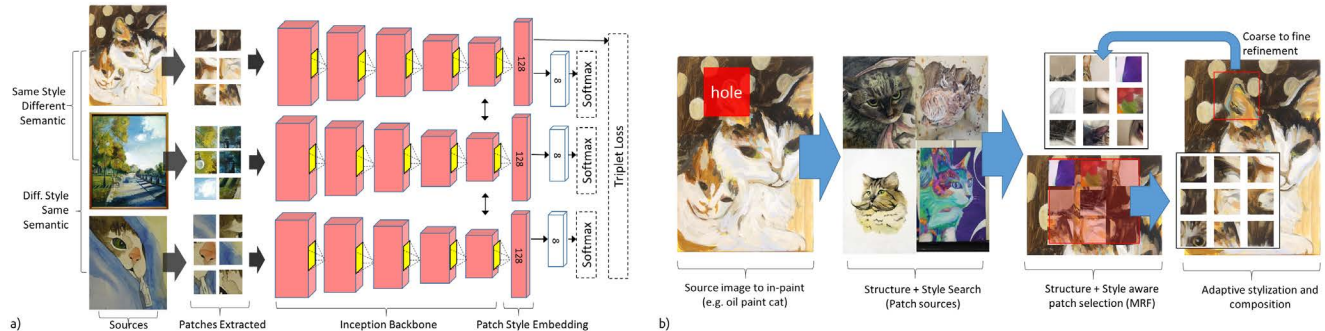 Same Style
Different
Semantic
Diff. Style
Same
Semantic
128
8
Softmax
128
8
Softmax
128
8
Softmax
Triplet Loss
Sources
Patches Extracted
Inception Backbone
Patch Style Embedding
a)
hole
Coarse to fine
refinement
Source image to in-paint
(e.g. oil paint cat)
Structure + Style Search
(Patch sources)
Structure + Style aware
patch selection (MRF)
Adaptive stylization and
composition
b)